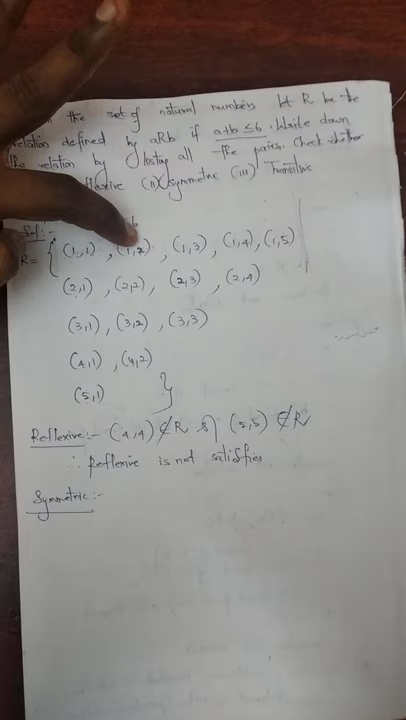 the set of natural numbers let R be the
relation defined by aRb if a+b ≤ 6. Write down
the relation by listing all the pairs. Check whether
(ii) symmetric (iii) Transitive
Sol:-
R = { (1,1) , (1,2) , (1,3) , (1,4) , (1,5)
(2,1) , (2,2) , (2,3) , (2,4)
(3,1) , (3,2) , (3,3)
(4,1) , (4,2)
(5,1) }
Reflexive:- (4,4) ∉ R (5,5) ∉ R
∴ Reflexive is not satisfies
Symmetric:-